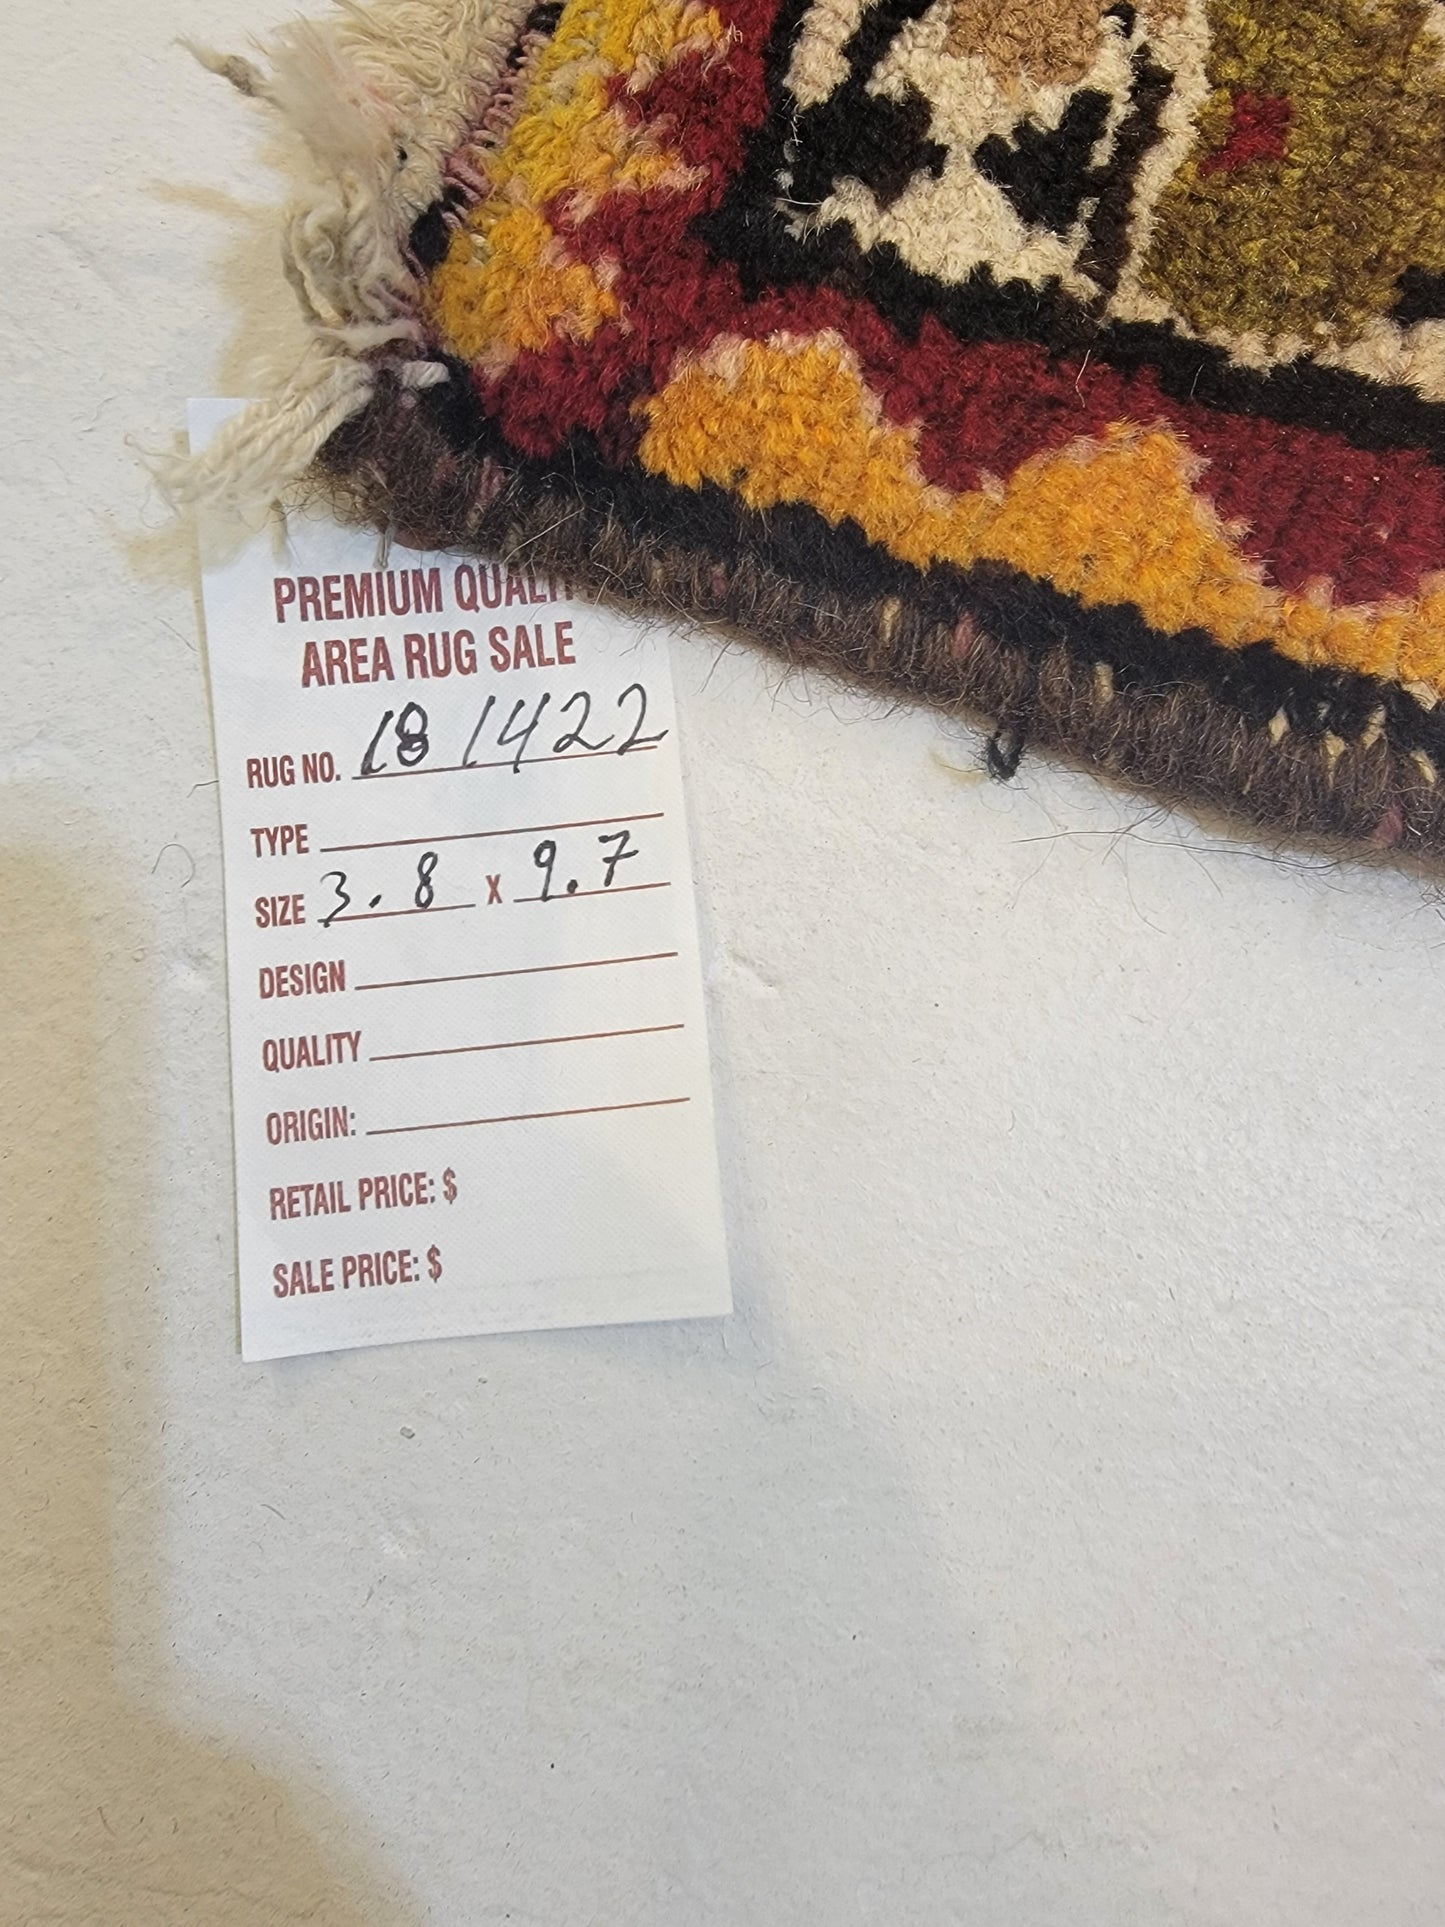 PREMIUM QUALI
AREA RUG SALE
RUG NO. 181422
TYPE
SIZE 3.8 X 9.7
DESIGN
QUALITY
ORIGIN:
RETAIL PRICE: $
SALE PRICE: $